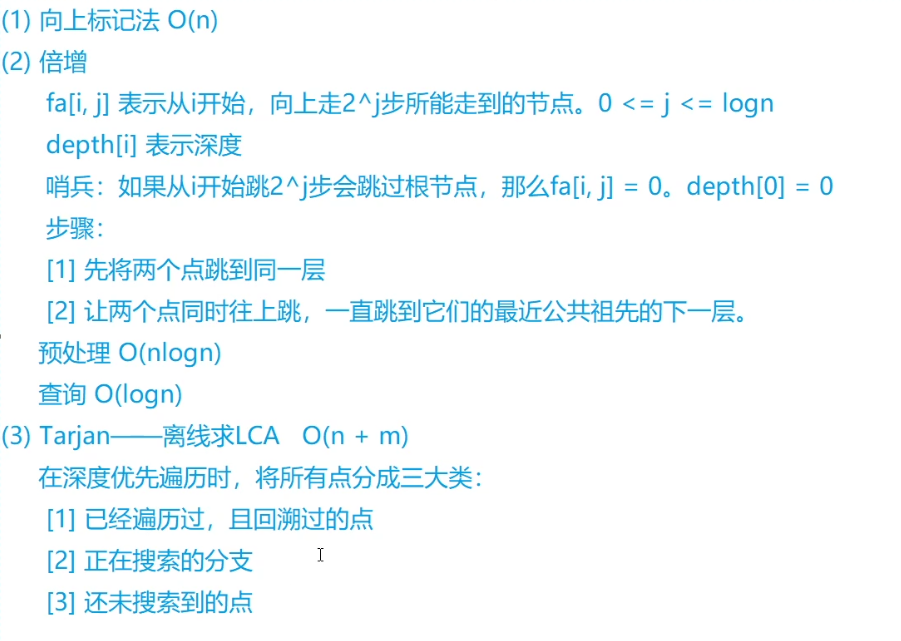 (1) 向上标记法 O(n)
(2) 倍增
fa[i, j] 表示从i开始，向上走2^j步所能走到的节点。0 <= j <= logn
depth[i] 表示深度
哨兵：如果从i开始跳2^j步会跳过根节点，那么fa[i, j] = 0。depth[0] = 0
步骤：
[1] 先将两个点跳到同一层
[2] 让两个点同时往上跳，一直跳到它们的最近公共祖先的下一层。
预处理 O(nlogn)
查询 O(logn)
(3) Tarjan——离线求LCA O(n + m)
在深度优先遍历时，将所有点分成三大类：
[1] 已经遍历过，且回溯过的点
[2] 正在搜索的分支
[3] 还未搜索到的点